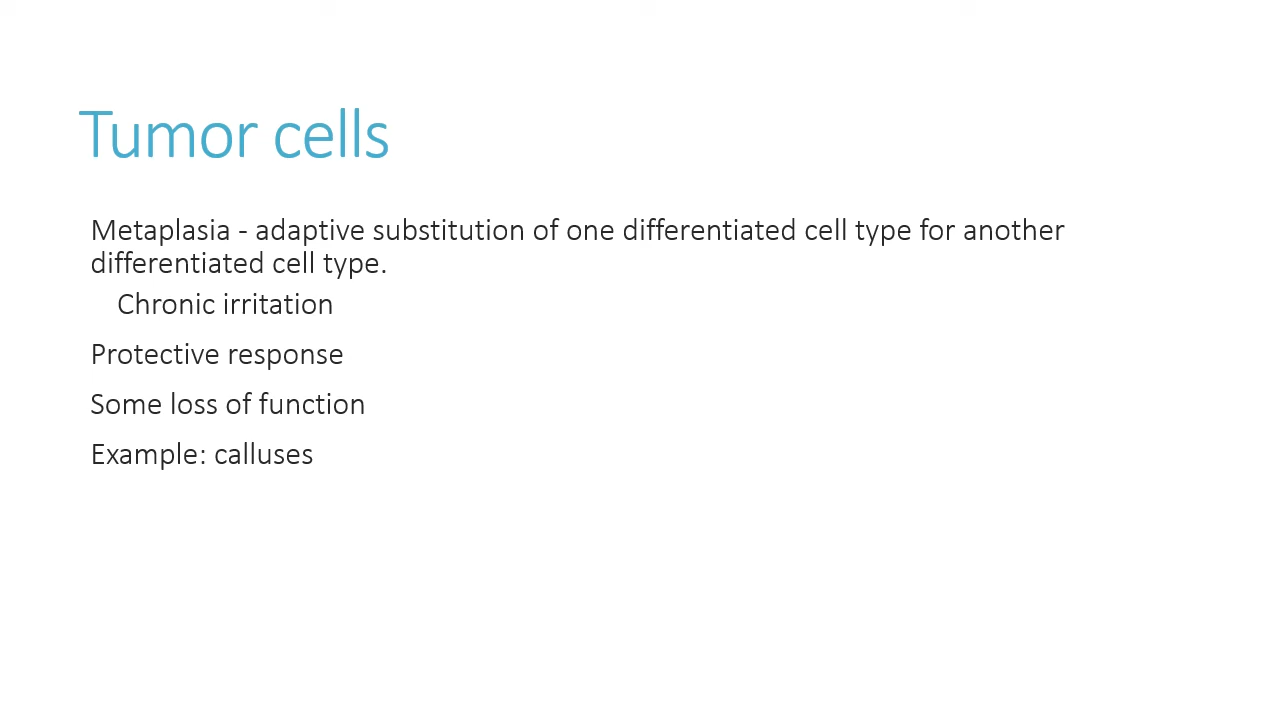 Tumor cells
Metaplasia - adaptive substitution of one differentiated cell type for another
differentiated cell type.
Chronic irritation
Protective response
Some loss of function
Example: calluses